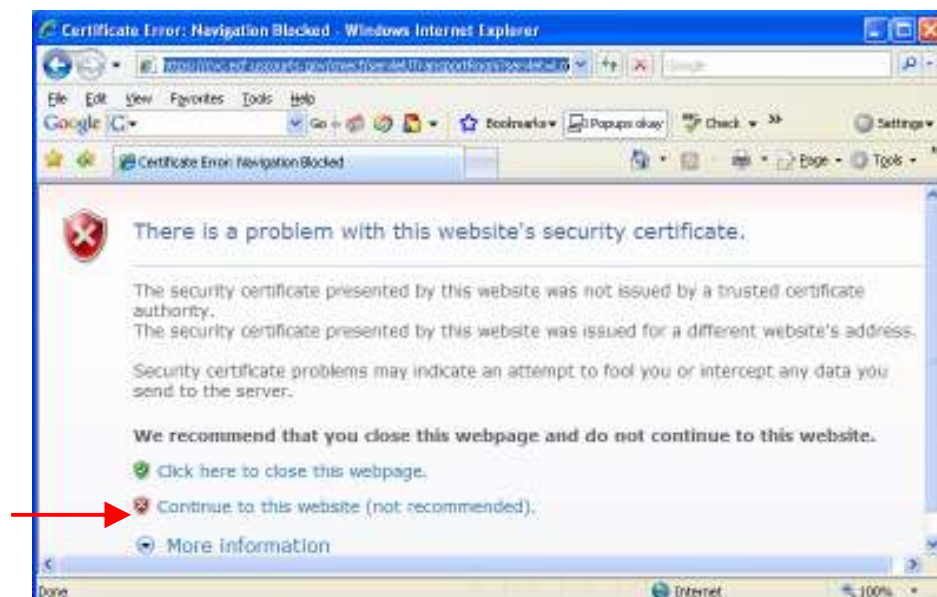 Certificate Error: Navigation Blocked - Windows Internet Explorer
Google
File Edit View Favorites Tools Help
Google G Go Bookmarks Popups okay Check Settings
Certificate Error: Navigation Blocked Page Tools
There is a problem with this website's security certificate.
The security certificate presented by this website was not issued by a trusted certificate
authority.
The security certificate presented by this website was issued for a different website's address.
Security certificate problems may indicate an attempt to fool you or intercept any data you
send to the server.
We recommend that you close this webpage and do not continue to this website.
Click here to close this webpage.
Continue to this website (not recommended).
More information
Done Internet 100%